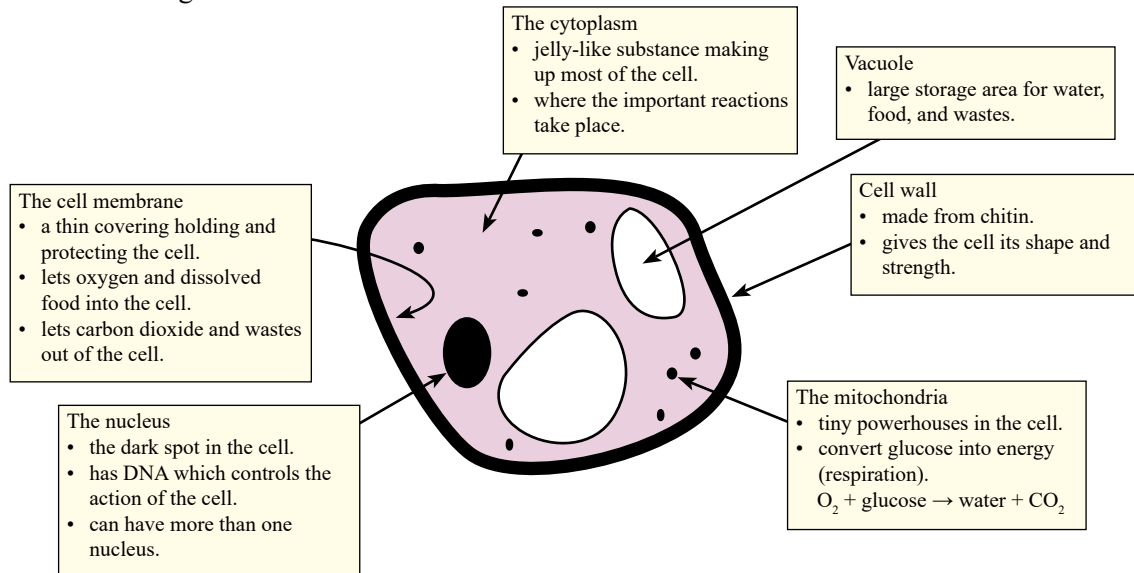 The cytoplasm
• jelly-like substance making
up most of the cell.
• where the important reactions
take place.
Vacuole
• large storage area for water,
food, and wastes.
The cell membrane
• a thin covering holding and
protecting the cell.
• lets oxygen and dissolved
food into the cell.
• lets carbon dioxide and wastes
out of the cell.
Cell wall
• made from chitin.
• gives the cell its shape and
strength.
The nucleus
• the dark spot in the cell.
• has DNA which controls the
action of the cell.
• can have more than one
nucleus.
The mitochondria
• tiny powerhouses in the cell.
• convert glucose into energy
(respiration).
O₂ + glucose → water + CO₂